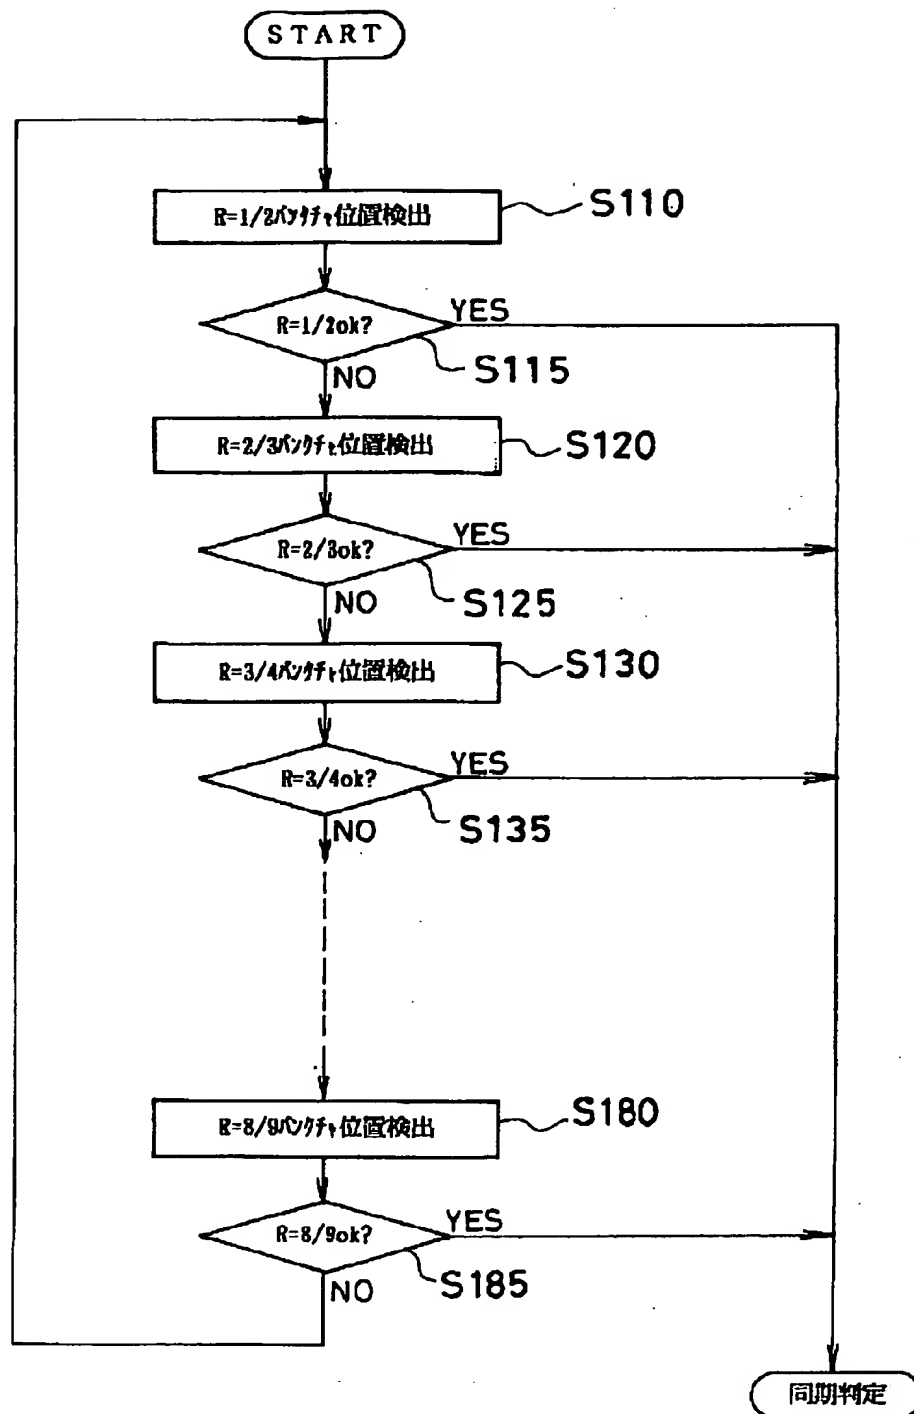 START
R=1/2パンクチャ位置検出
S110
R=1/2ok?
YES
S115
NO
R=2/3パンクチャ位置検出
S120
R=2/3ok?
YES
S125
NO
R=3/4パンクチャ位置検出
S130
R=3/4ok?
YES
S135
NO
R=8/9パンクチャ位置検出
S180
R=8/9ok?
YES
S185
NO
同期判定